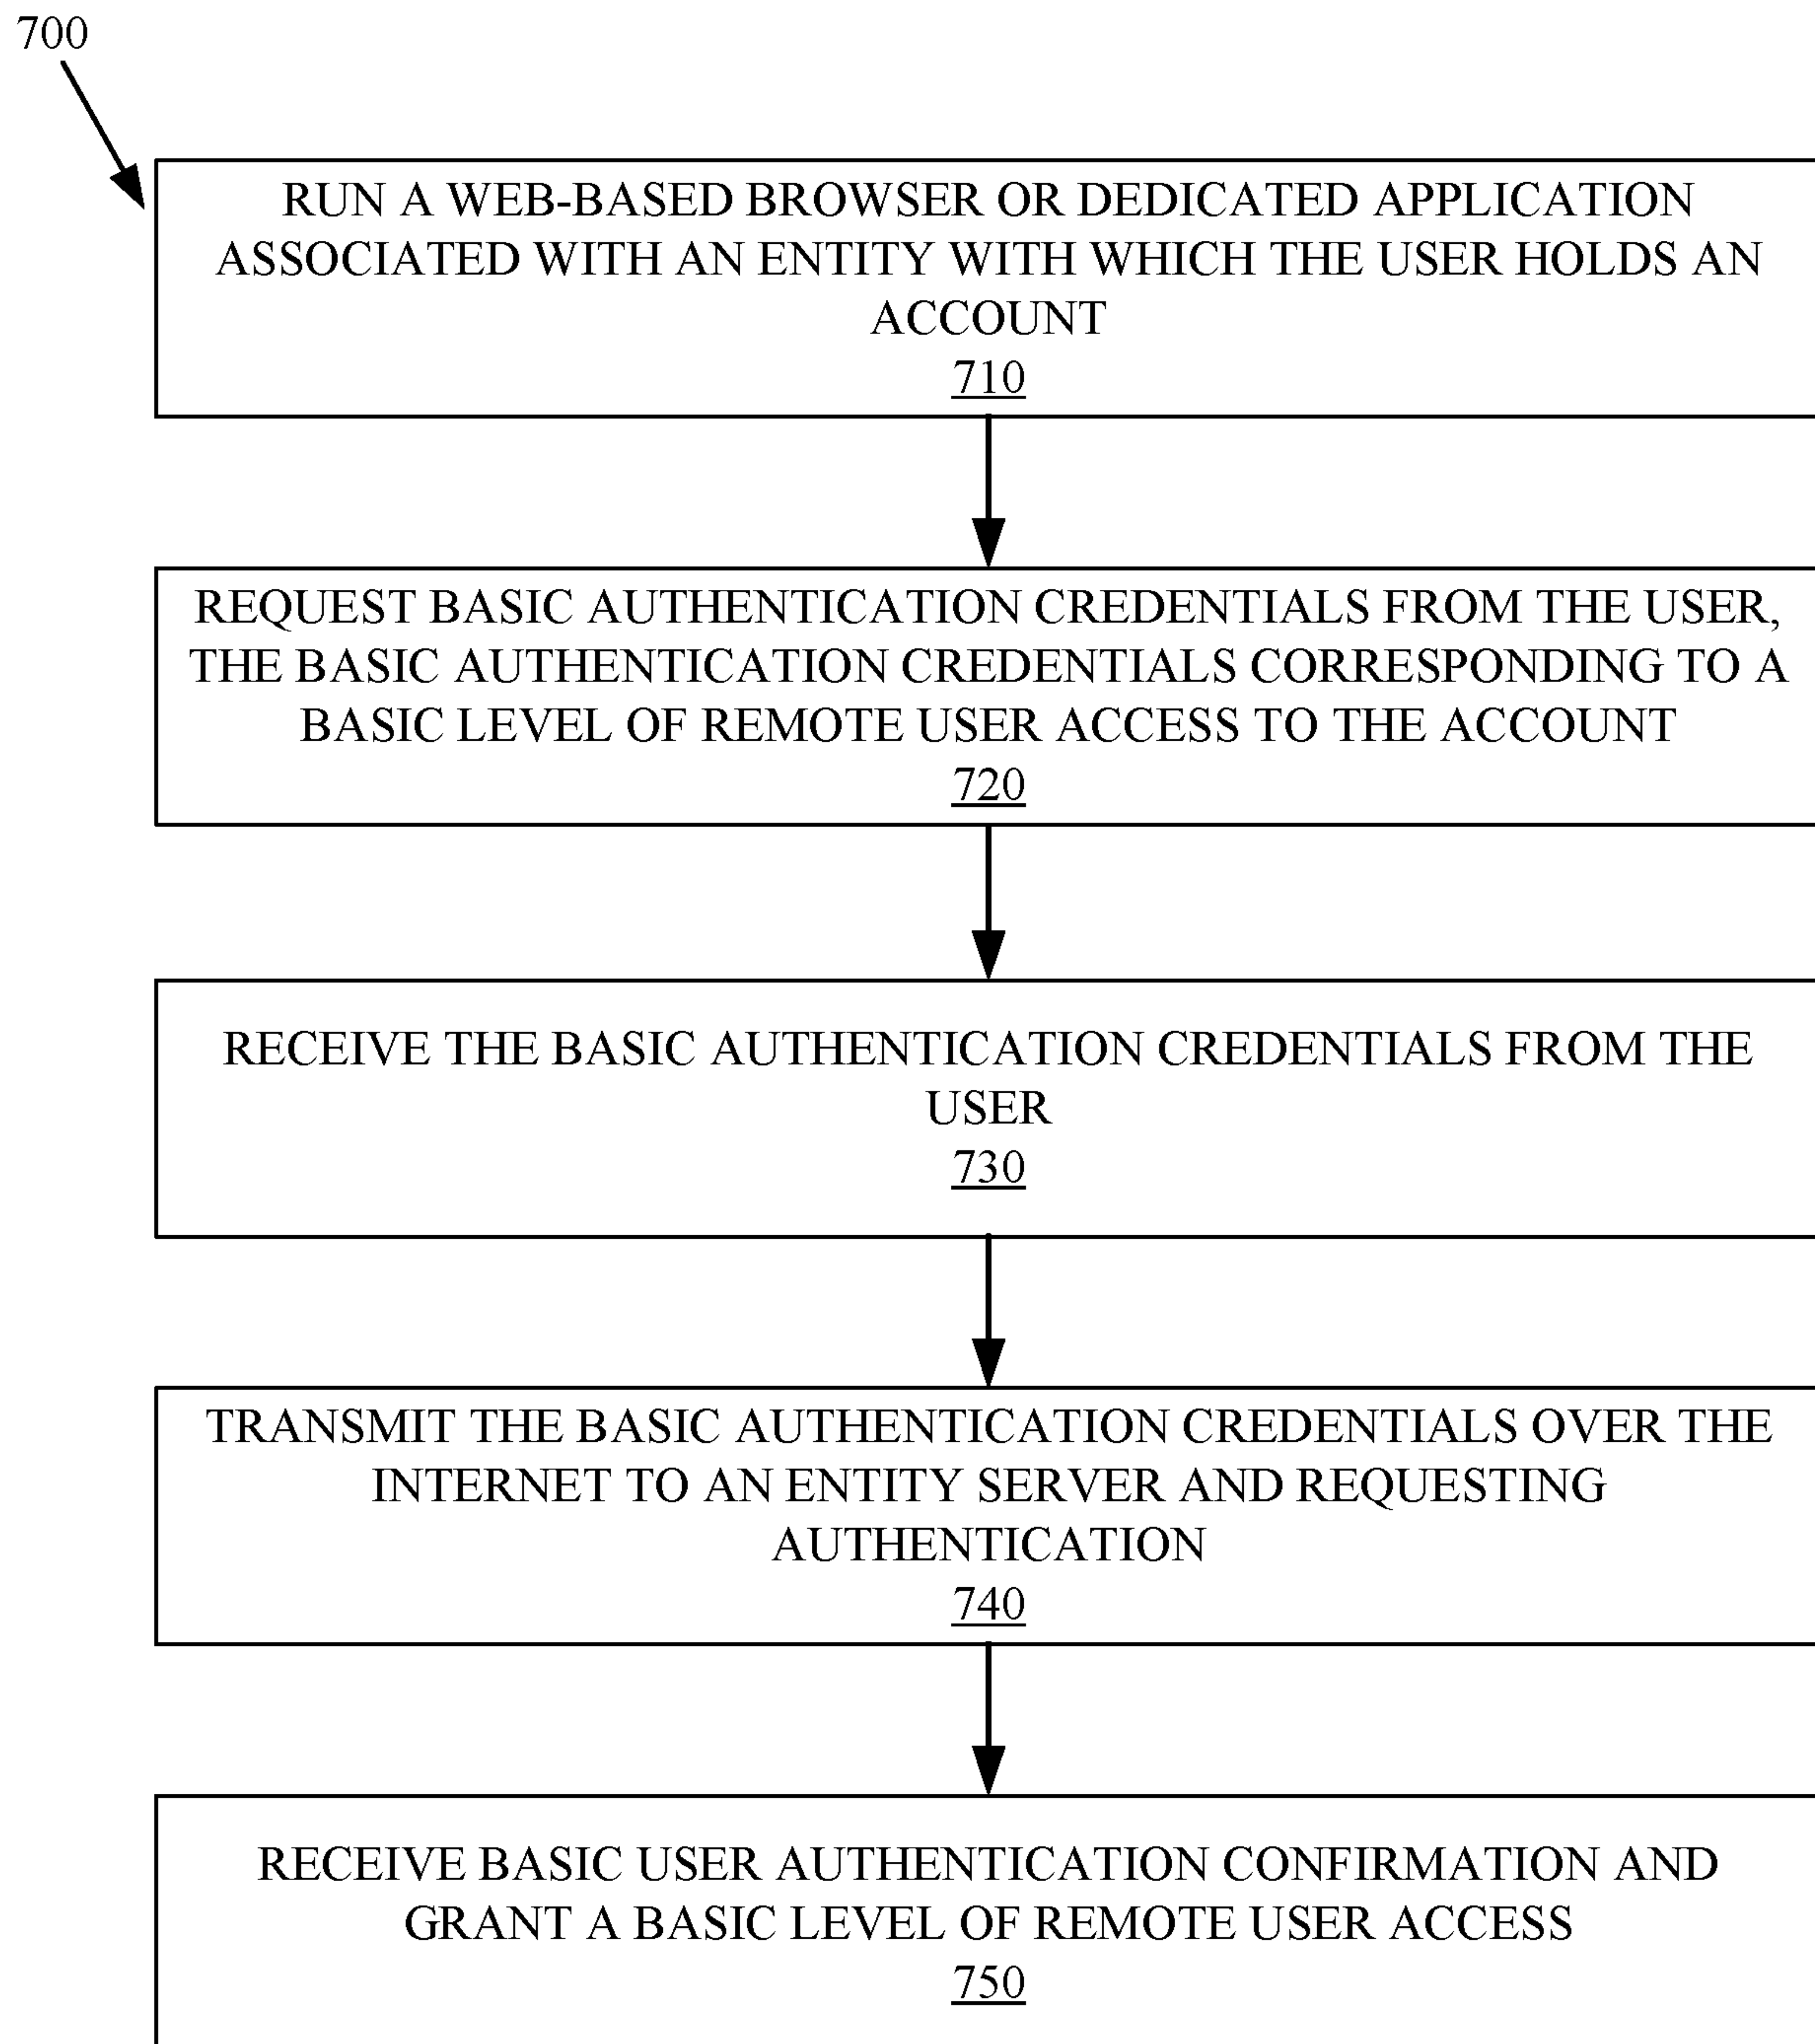 700
RUN A WEB-BASED BROWSER OR DEDICATED APPLICATION
ASSOCIATED WITH AN ENTITY WITH WHICH THE USER HOLDS AN
ACCOUNT
710
REQUEST BASIC AUTHENTICATION CREDENTIALS FROM THE USER,
THE BASIC AUTHENTICATION CREDENTIALS CORRESPONDING TO A
BASIC LEVEL OF REMOTE USER ACCESS TO THE ACCOUNT
720
RECEIVE THE BASIC AUTHENTICATION CREDENTIALS FROM THE
USER
730
TRANSMIT THE BASIC AUTHENTICATION CREDENTIALS OVER THE
INTERNET TO AN ENTITY SERVER AND REQUESTING
AUTHENTICATION
740
RECEIVE BASIC USER AUTHENTICATION CONFIRMATION AND
GRANT A BASIC LEVEL OF REMOTE USER ACCESS
750